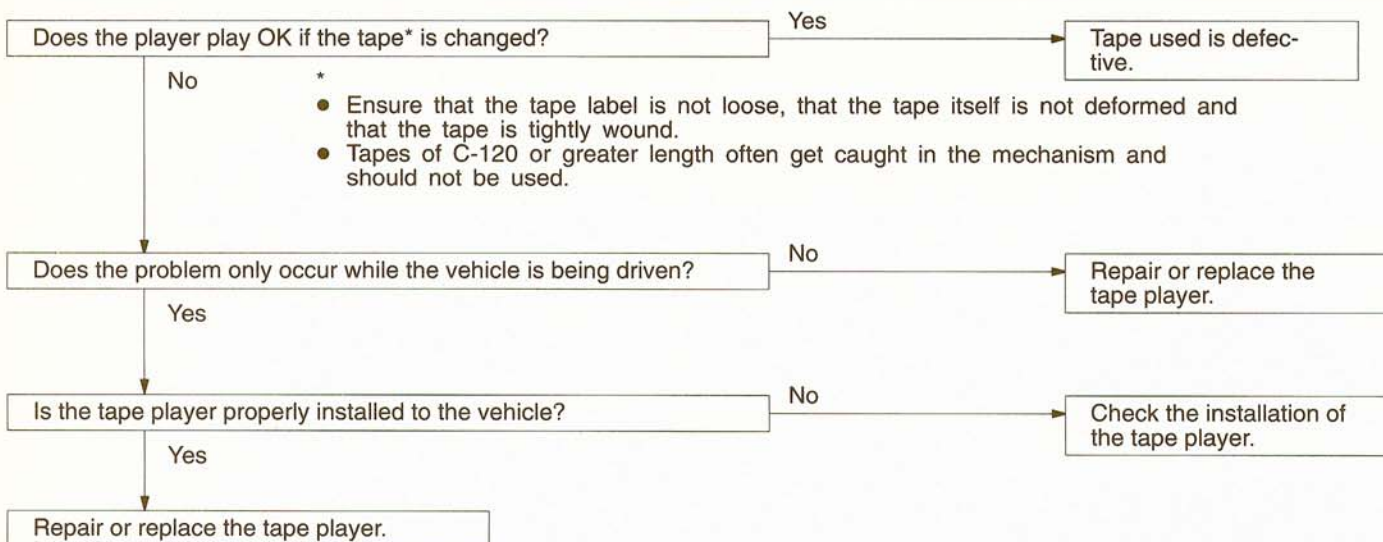 Does the player play OK if the tape* is changed?
Yes
Tape used is defec-
tive.
No
*
● Ensure that the tape label is not loose, that the tape itself is not deformed and
that the tape is tightly wound.
● Tapes of C-120 or greater length often get caught in the mechanism and
should not be used.
Does the problem only occur while the vehicle is being driven?
No
Repair or replace the
tape player.
Yes
Is the tape player properly installed to the vehicle?
No
Check the installation of
the tape player.
Yes
Repair or replace the tape player.